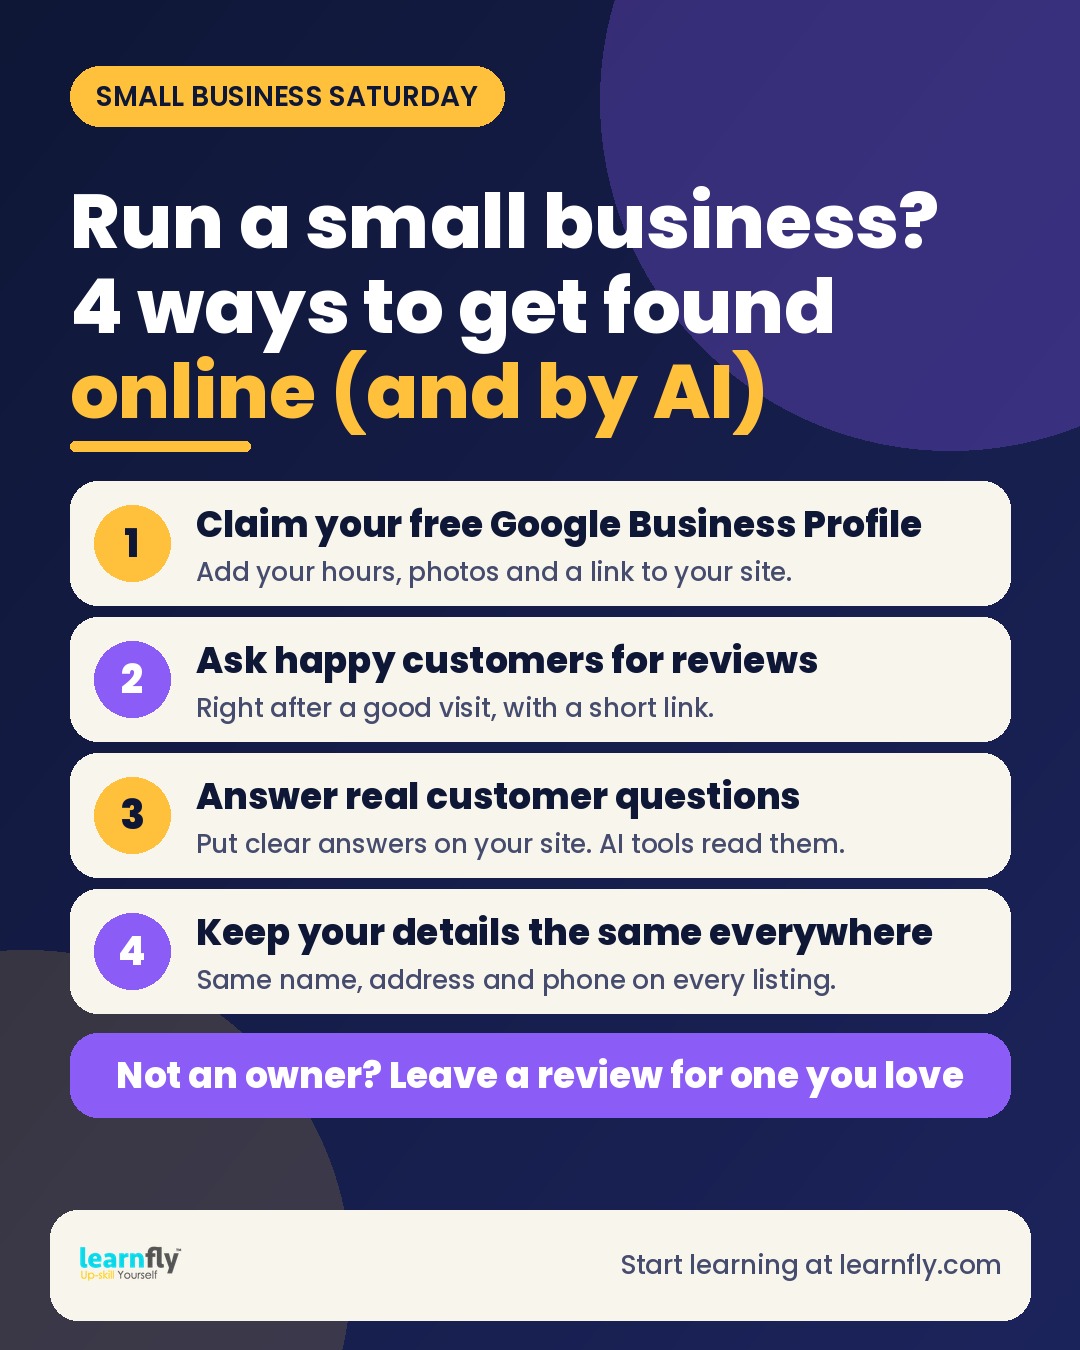 SMALL BUSINESS SATURDAY
Run a small business?
4 ways to get found
online (and by AI)
1
Claim your free Google Business Profile
Add your hours, photos and a link to your site.
2
Ask happy customers for reviews
Right after a good visit, with a short link.
3
Answer real customer questions
Put clear answers on your site. AI tools read them.
4
Keep your details the same everywhere
Same name, address and phone on every listing.
Not an owner? Leave a review for one you love
learnfly™
Up-skill Yourself
Start learning at learnfly.com